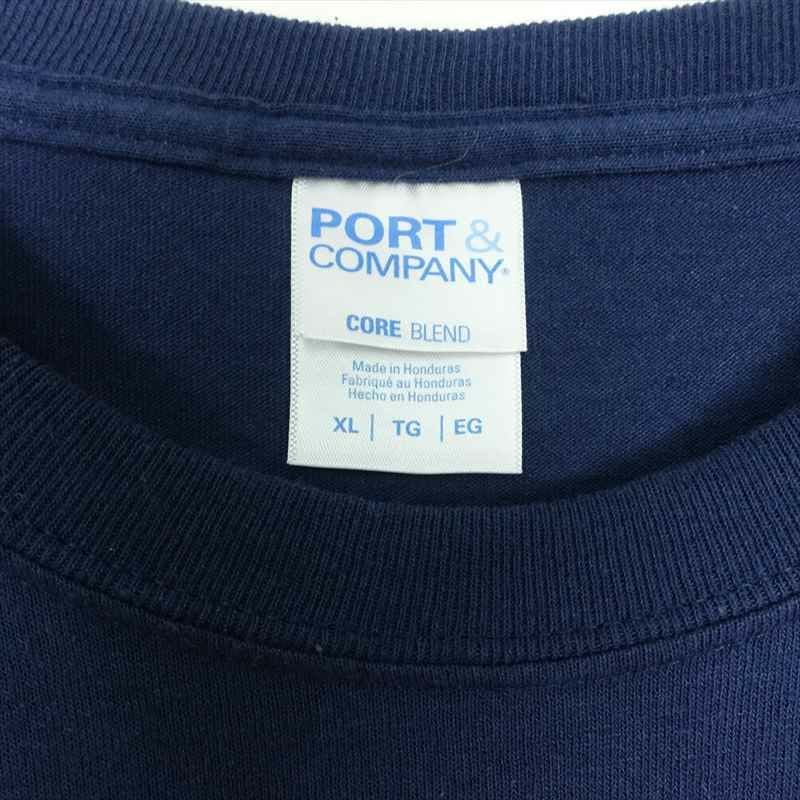 PORT &
COMPANY®
CORE BLEND
Made in Honduras
Fabriqué au Honduras
Hecho en Honduras
XL | TG | EG